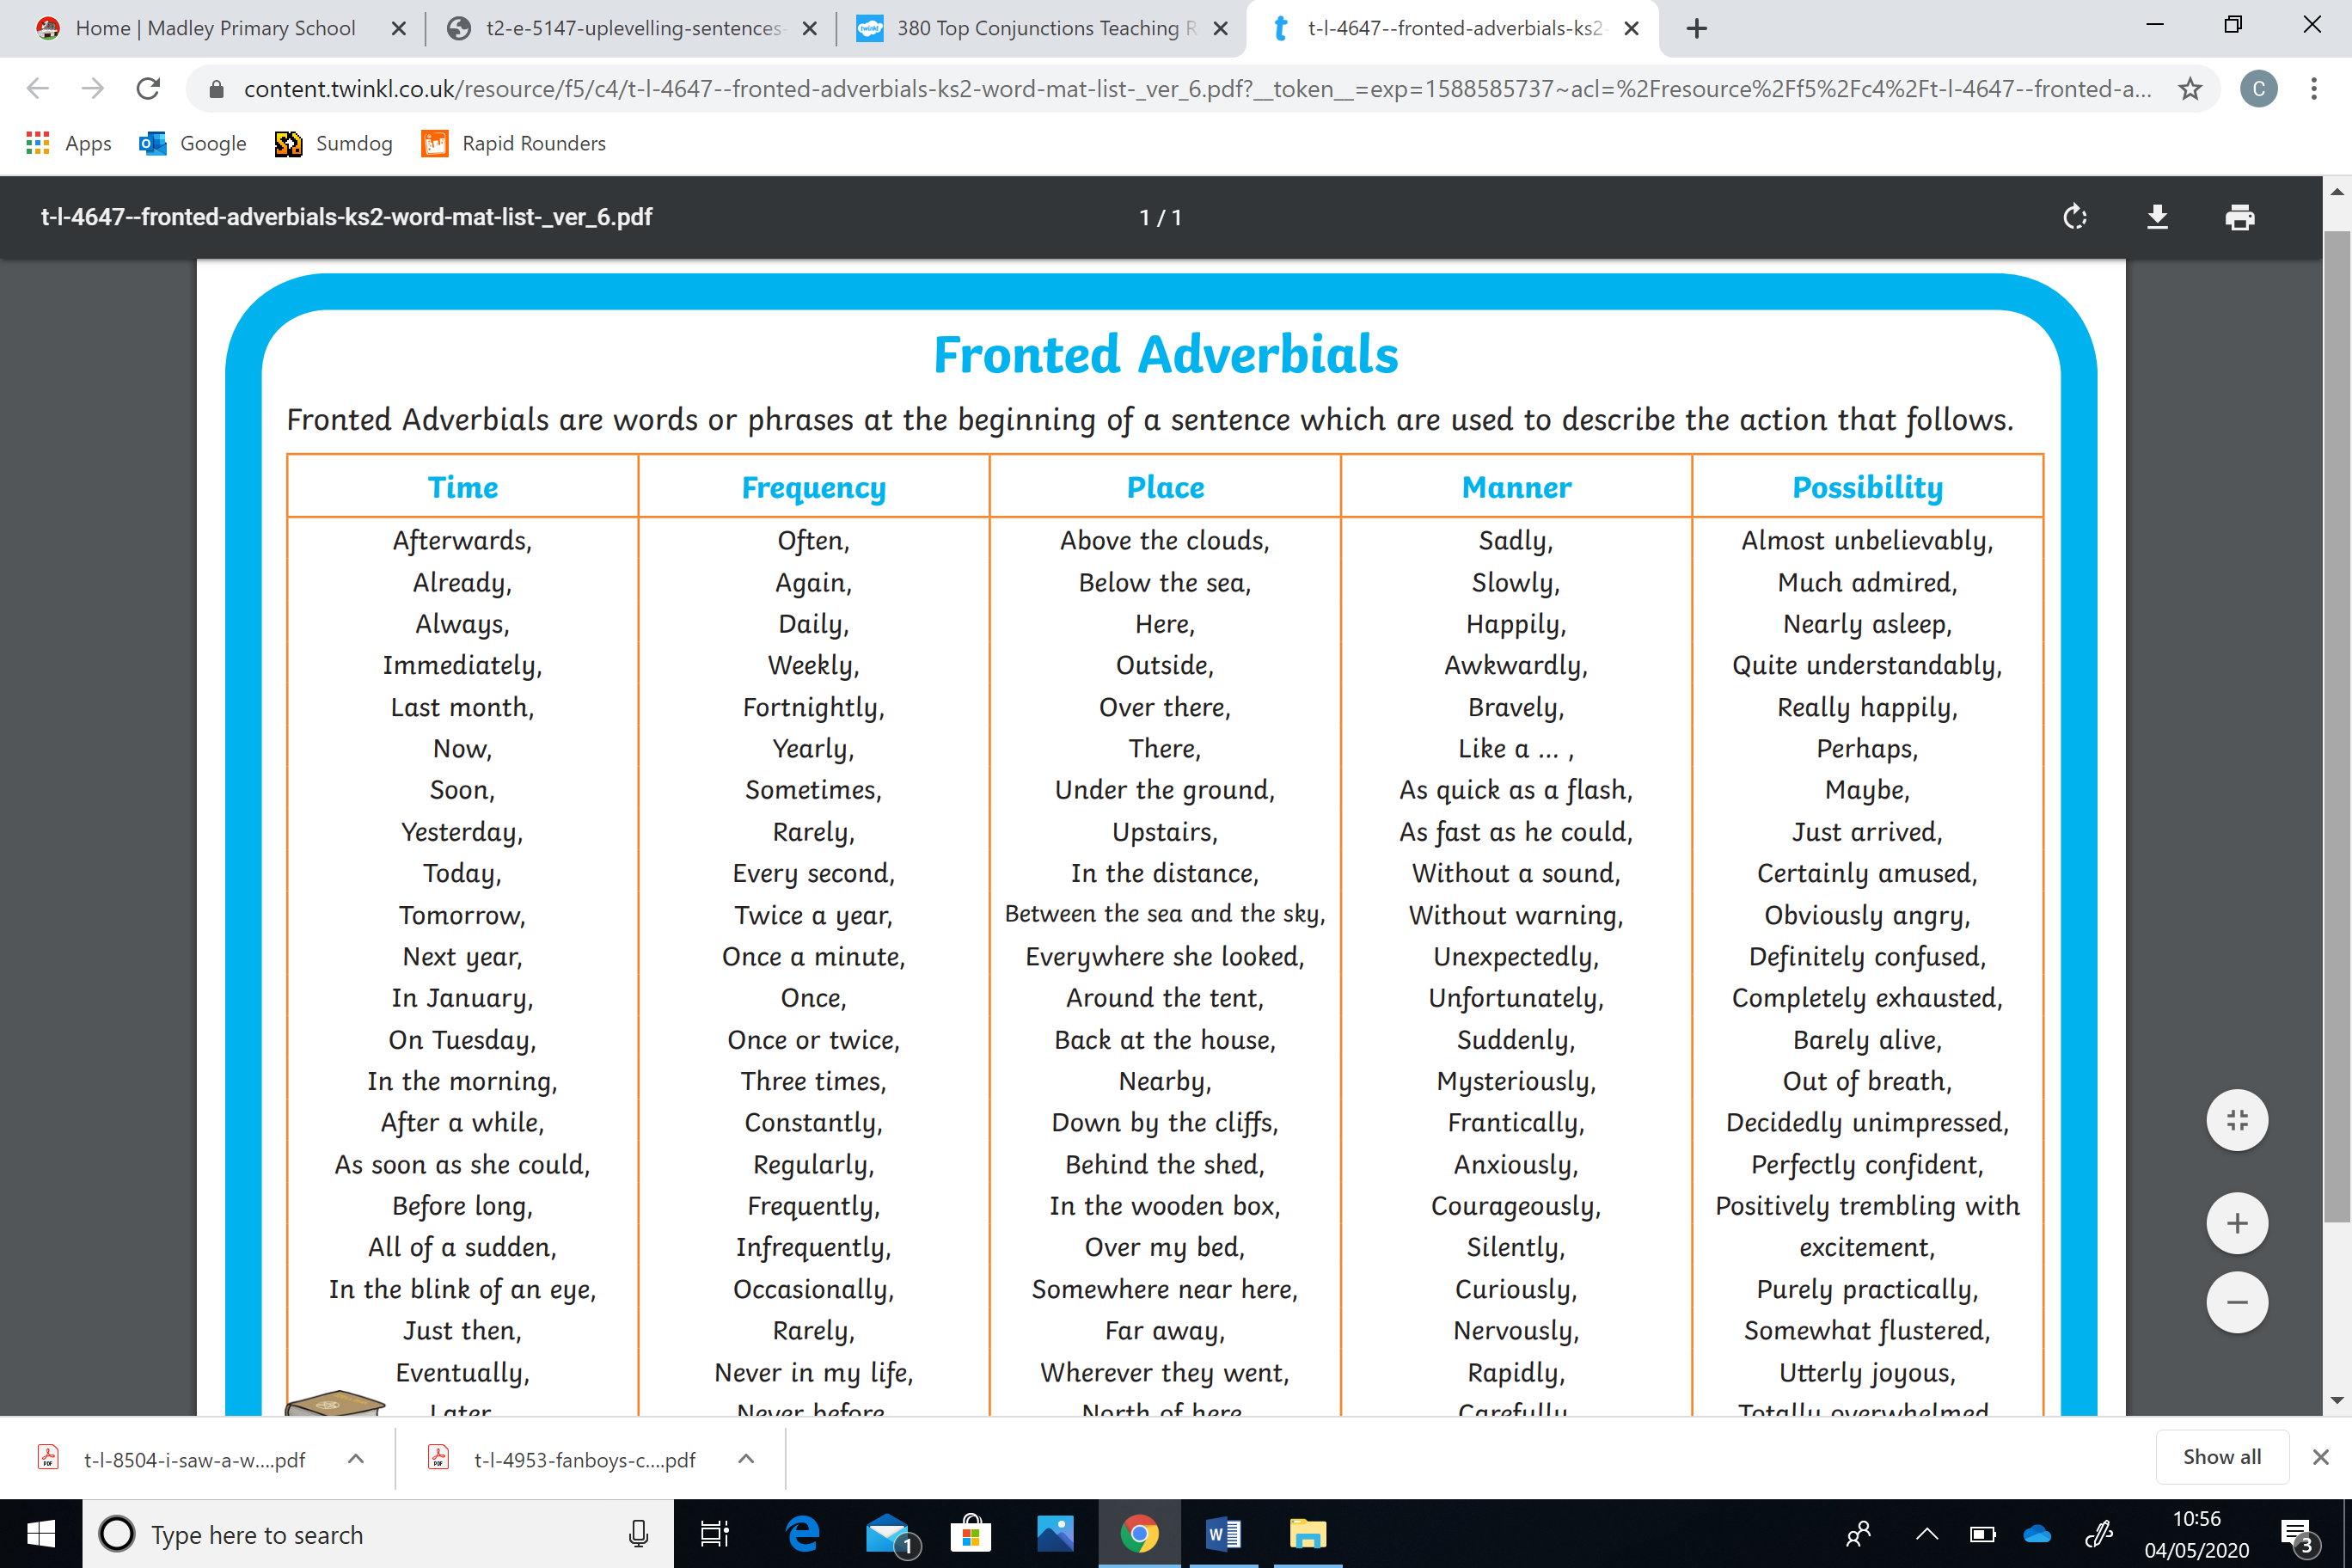 Home | Madley Primary School
t2-e-5147-uplevelling-sentences-
380 Top Conjunctions Teaching R
t-l-4647--fronted-adverbials-ks2-
content.twinkl.co.uk/resource/f5/c4/t-l-4647--fronted-adverbials-ks2-word-mat-list-_ver_6.pdf?__token__=exp=1588585737~acl=%2Fresource%2Ff5%2Fc4%2Ft-l-4647--fronted-a...
C
Apps Google Sumdog Rapid Rounders
t-l-4647--fronted-adverbials-ks2-word-mat-list-_ver_6.pdf 1 / 1
Fronted Adverbials
Fronted Adverbials are words or phrases at the beginning of a sentence which are used to describe the action that follows.
Time Frequency Place Manner Possibility
Afterwards, Often, Above the clouds, Sadly, Almost unbelievably,
Already, Again, Below the sea, Slowly, Much admired,
Always, Daily, Here, Happily, Nearly asleep,
Immediately, Weekly, Outside, Awkwardly, Quite understandably,
Last month, Fortnightly, Over there, Bravely, Really happily,
Now, Yearly, There, Like a ... , Perhaps,
Soon, Sometimes, Under the ground, As quick as a flash, Maybe,
Yesterday, Rarely, Upstairs, As fast as he could, Just arrived,
Today, Every second, In the distance, Without a sound, Certainly amused,
Tomorrow, Twice a year, Between the sea and the sky, Without warning, Obviously angry,
Next year, Once a minute, Everywhere she looked, Unexpectedly, Definitely confused,
In January, Once, Around the tent, Unfortunately, Completely exhausted,
On Tuesday, Once or twice, Back at the house, Suddenly, Barely alive,
In the morning, Three times, Nearby, Mysteriously, Out of breath,
After a while, Constantly, Down by the cliffs, Frantically, Decidedly unimpressed,
As soon as she could, Regularly, Behind the shed, Anxiously, Perfectly confident,
Before long, Frequently, In the wooden box, Courageously, Positively trembling with
All of a sudden, Infrequently, Over my bed, Silently, excitement,
In the blink of an eye, Occasionally, Somewhere near here, Curiously, Purely practically,
Just then, Rarely, Far away, Nervously, Somewhat flustered,
Eventually, Never in my life, Wherever they went, Rapidly, Utterly joyous,
Later Never before North of here Carefully Totally overwhelmed
t-l-8504-i-saw-a-w....pdf t-l-4953-fanboys-c....pdf Show all
Type here to search
1
10:56
04/05/2020
3